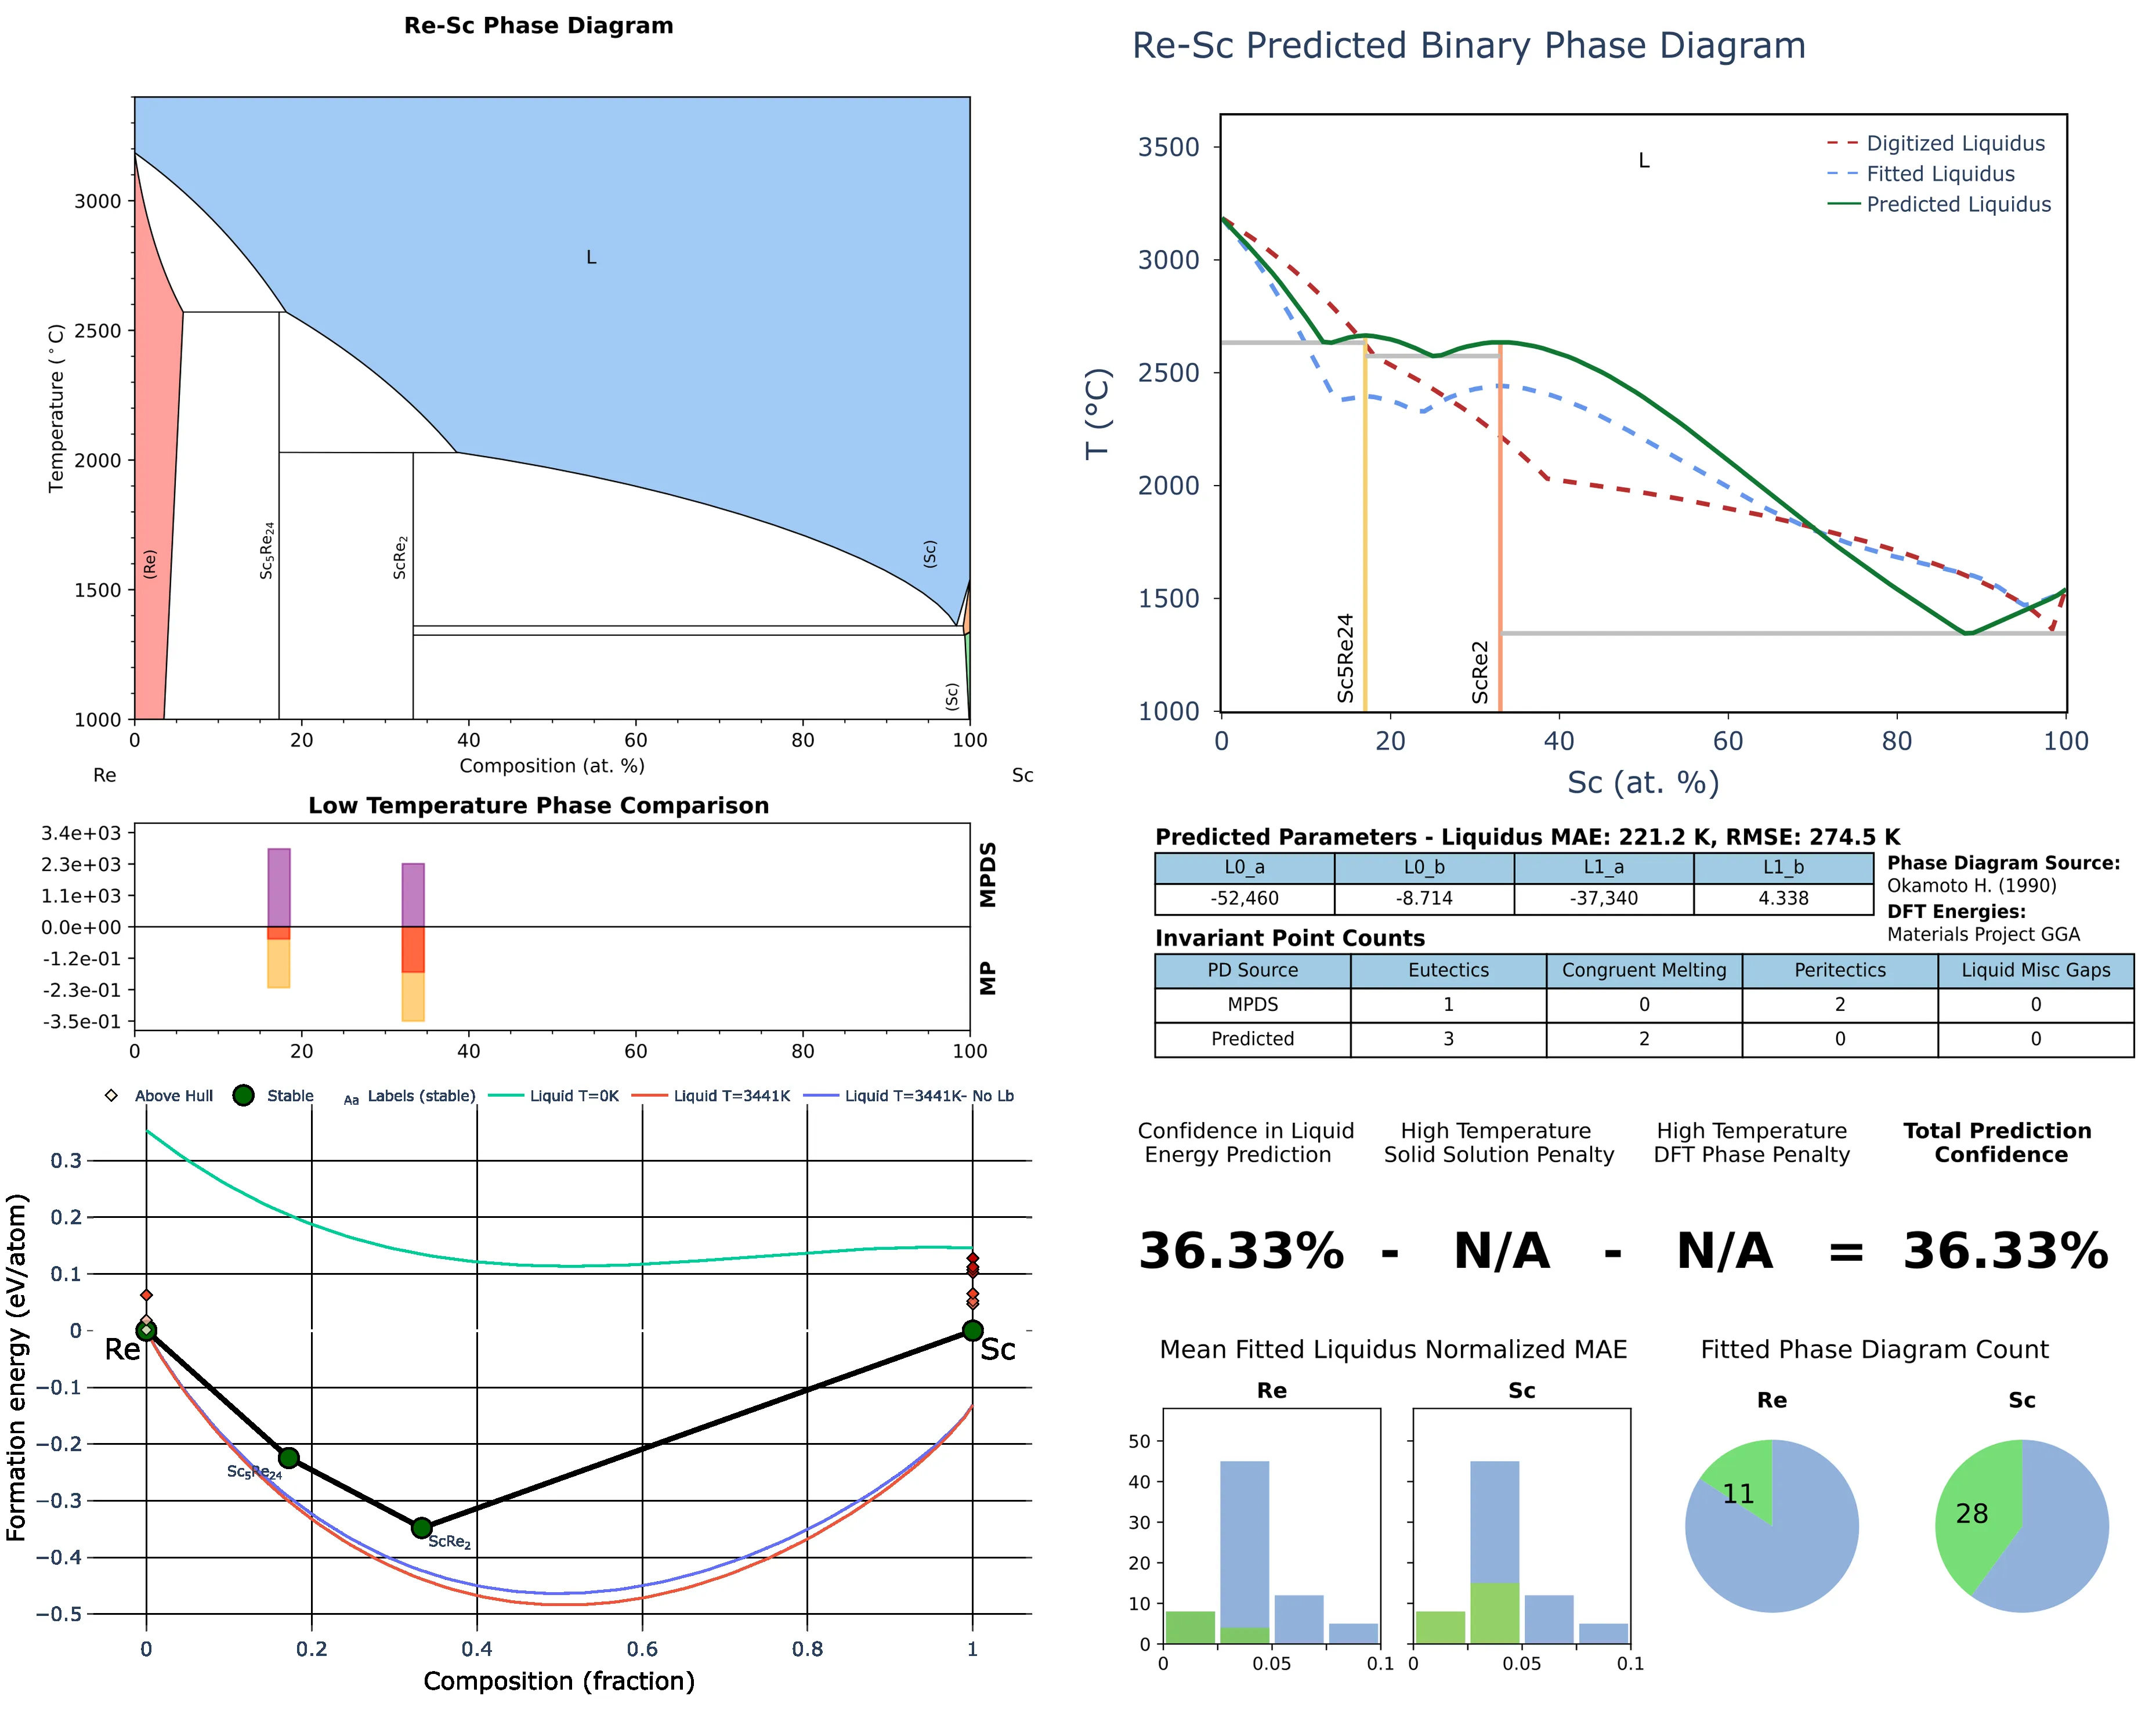 Re-Sc Phase Diagram
Temperature (°C)
3000
2500
2000
1500
1000
L
(Re)
Sc5Re24
ScRe2
(Sc)
(Sc)
0 20 40 60 80 100
Re Composition (at. %) Sc
Low Temperature Phase Comparison
3.4e+03
2.3e+03
1.1e+03
0.0e+00
-1.2e-01
-2.3e-01
-3.5e-01
MPDS
MP
0 20 40 60 80 100
Above Hull Stable Aa Labels (stable) Liquid T=0K Liquid T=3441K Liquid T=3441K- No Lb
Formation energy (eV/atom)
0.3
0.2
0.1
0
−0.1
−0.2
−0.3
−0.4
−0.5
Re
Sc
Sc5Re24
ScRe2
0 0.2 0.4 0.6 0.8 1
Composition (fraction)
Re-Sc Predicted Binary Phase Diagram
T (°C)
3500
3000
2500
2000
1500
1000
L
Digitized Liquidus
Fitted Liquidus
Predicted Liquidus
Sc5Re24
ScRe2
0 20 40 60 80 100
Sc (at. %)
Predicted Parameters - Liquidus MAE: 221.2 K, RMSE: 274.5 K
L0_a L0_b L1_a L1_b
-52,460 -8.714 -37,340 4.338
Phase Diagram Source:
Okamoto H. (1990)
DFT Energies:
Materials Project GGA
Invariant Point Counts
PD Source Eutectics Congruent Melting Peritectics Liquid Misc Gaps
MPDS 1 0 2 0
Predicted 3 2 0 0
Confidence in Liquid
Energy Prediction
High Temperature
Solid Solution Penalty
High Temperature
DFT Phase Penalty
Total Prediction
Confidence
36.33% - N/A - N/A = 36.33%
Mean Fitted Liquidus Normalized MAE
Re
Sc
50
40
30
20
10
0
0 0.05 0.1
0 0.05 0.1
Fitted Phase Diagram Count
Re
Sc
11
28